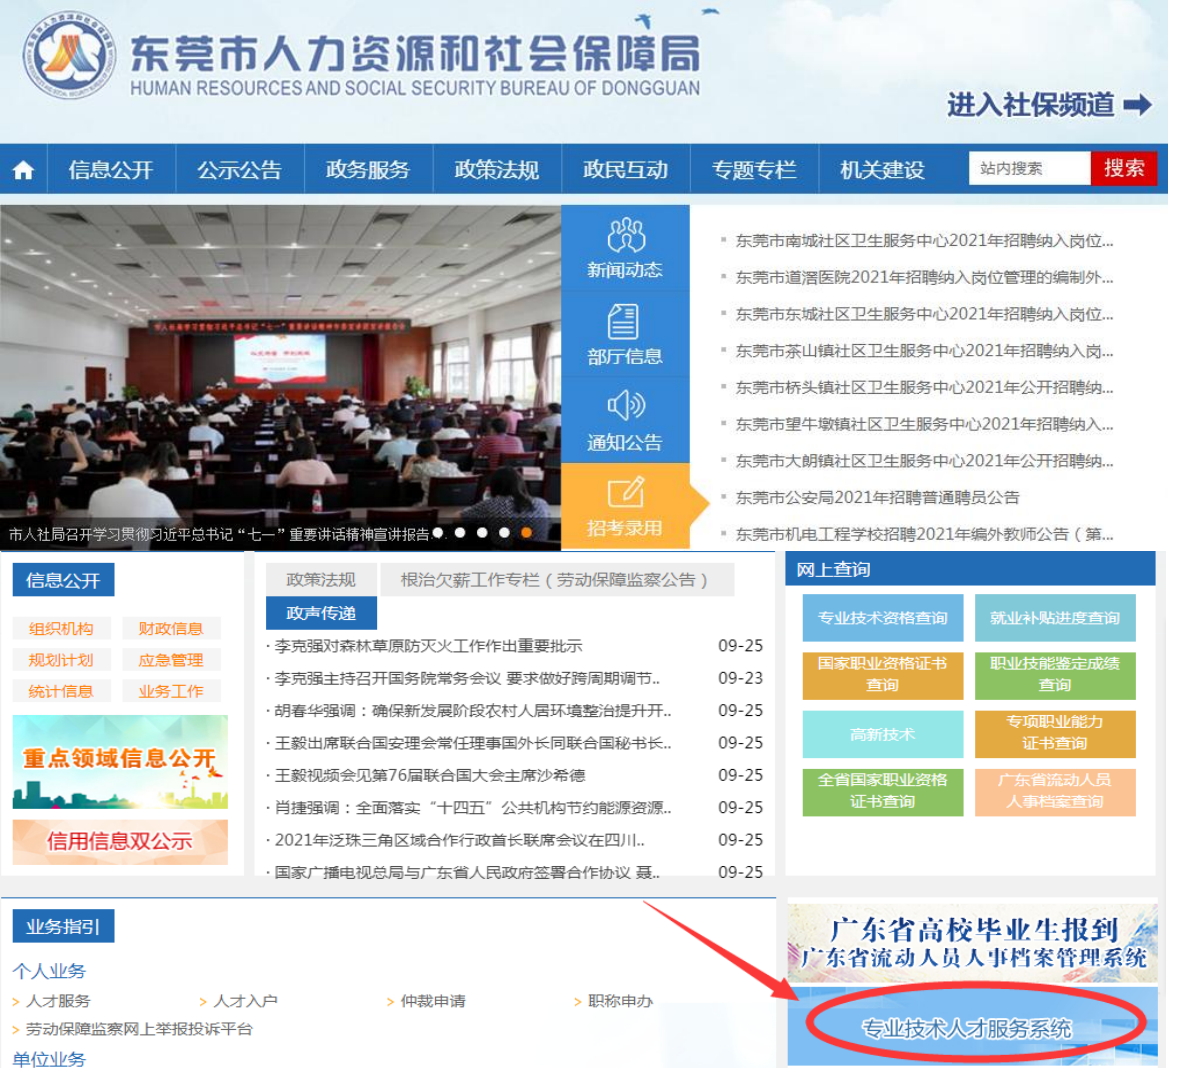 东莞市人力资源和社会保障局
HUMAN RESOURCES AND SOCIAL SECURITY BUREAU OF DONGGUAN
进入社保频道
信息公开 公示公告 政务服务 政策法规 政民互动 专题专栏 机关建设 站内搜索 搜索
新闻动态
部厅信息
通知公告
招考录用
市人社局召开学习贯彻习近平总书记“七一”重要讲话精神宣讲报告...
东莞市南城社区卫生服务中心2021年招聘纳入岗位...
东莞市道滘医院2021年招聘纳入岗位管理的编制外...
东莞市东城社区卫生服务中心2021年招聘纳入岗位...
东莞市茶山镇社区卫生服务中心2021年招聘纳入岗...
东莞市桥头镇社区卫生服务中心2021年公开招聘纳...
东莞市望牛墩镇社区卫生服务中心2021年招聘纳入...
东莞市大朗镇社区卫生服务中心2021年公开招聘纳...
东莞市公安局2021年招聘普通聘员公告
东莞市机电工程学校招聘2021年编外教师公告（第...
信息公开
组织机构 财政信息
规划计划 应急管理
统计信息 业务工作
重点领域信息公开
信用信息双公示
政策法规 根治欠薪工作专栏（劳动保障监察公告）
政声传递
·李克强对森林草原防灭火工作作出重要批示 09-25
·李克强主持召开国务院常务会议 要求做好跨周期调节.. 09-23
·胡春华强调：确保新发展阶段农村人居环境整治提升开.. 09-25
·王毅出席联合国安理会常任理事国外长同联合国秘书长.. 09-25
·王毅视频会见第76届联合国大会主席沙希德 09-25
·肖捷强调：全面落实“十四五”公共机构节约能源资源.. 09-25
·2021年泛珠三角区域合作行政首长联席会议在四川.. 09-25
·国家广播电视总局与广东省人民政府签署合作协议 聂.. 09-25
网上查询
专业技术资格查询 就业补贴进度查询
国家职业资格证书查询 职业技能鉴定成绩查询
高新技术 专项职业能力证书查询
全省国家职业资格证书查询 广东省流动人员人事档案查询
业务指引
个人业务
> 人才服务 > 人才入户 > 仲裁申请 > 职称申办
> 劳动保障监察网上举报投诉平台
单位业务
广东省高校毕业生报到
广东省流动人员人事档案管理系统
专业技术人才服务系统